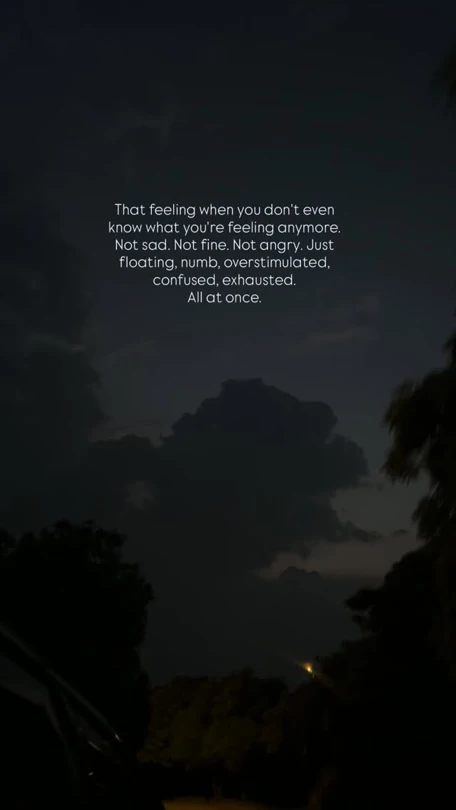 That feeling when you don't even
know what you're feeling anymore.
Not sad. Not fine. Not angry. Just
floating, numb, overstimulated,
confused, exhausted.
All at once.